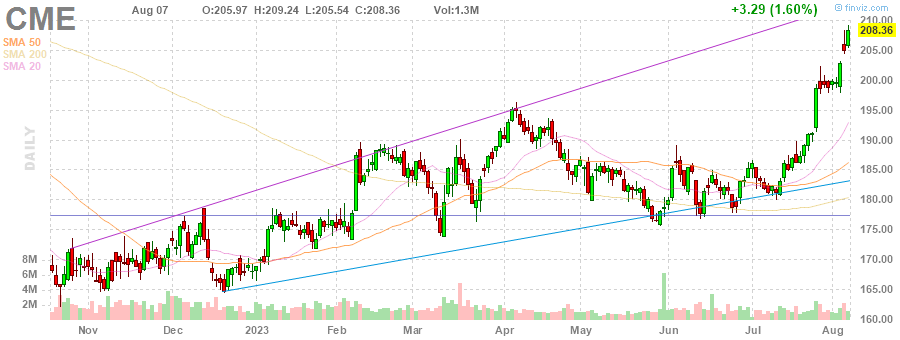 CME Aug 07 O:205.97 H:209.24 L:205.54 C:208.36 Vol:1.3M +3.29 (1.60%) @ finviz.com
SMA 50
SMA 200
SMA 20
DAILY
210.00
208.36
205.00
200.00
195.00
190.00
185.00
180.00
175.00
170.00
8M 165.00
6M
4M
2M
160.00
Nov Dec 2023 Feb Mar Apr May Jun Jul Aug